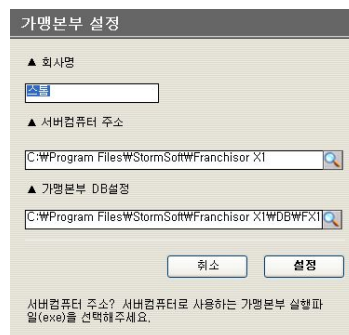 가맹본부 설정
▲ 회사명
스톰
▲ 서버컴퓨터 주소
C:₩Program Files₩StormSoft₩Franchisor X1
▲ 가맹본부 DB설정
C:₩Program Files₩StormSoft₩Franchisor X1₩DB₩FX1
취소 설정
서버컴퓨터 주소? 서버컴퓨터로 사용하는 가맹본부 실행파
일(exe)을 선택해주세요.